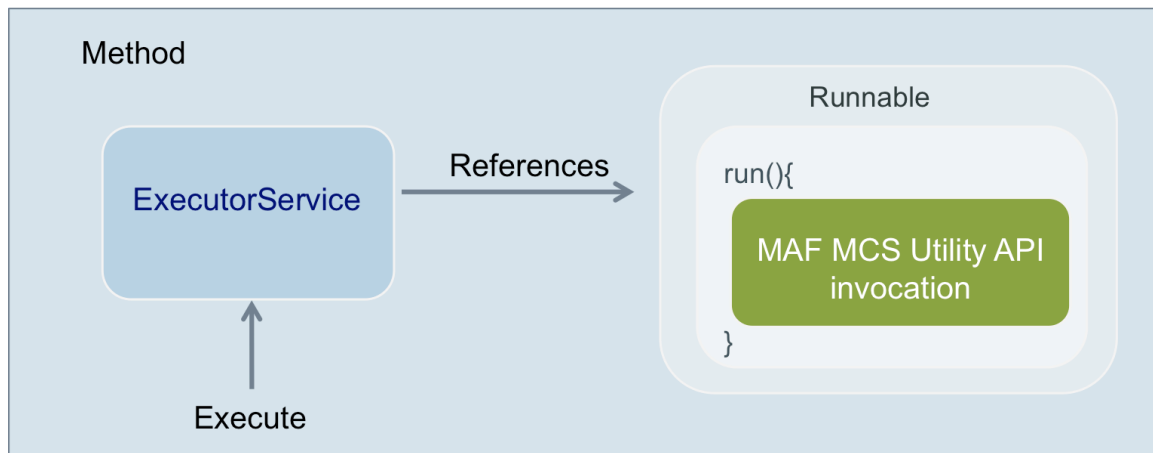 Method
Runnable
References
ExecutorService
run(){
MAF MCS Utility API
invocation
}
Execute